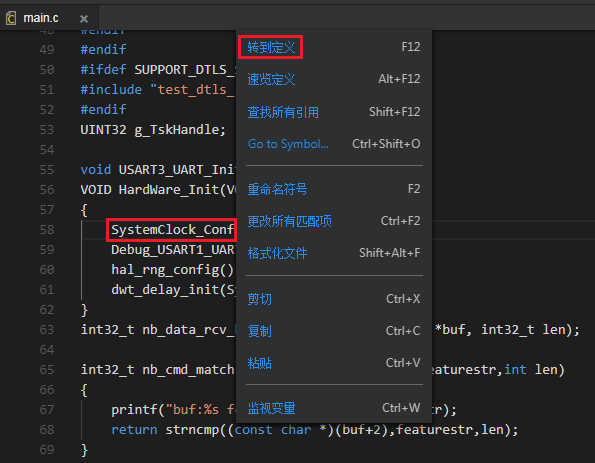 main.c ×
48 #endif
49 #endif
50 #ifdef SUPPORT_DTLS_
51 #include "test_dtls_
52 #endif
53 UINT32 g_TskHandle;
54
55 void USART3_UART_Ini
56 VOID HardWare_Init(V
57 {
58 SystemClock_Conf
59 Debug_USART1_UAR
60 hal_rng_config()
61 dwt_delay_init(S
62 }
63 int32_t nb_data_rcv_ *buf, int32_t len);
64
65 int32_t nb_cmd_match eaturestr,int len)
66 {
67 printf("buf:%s f tr);
68 return strncmp((const char *)(buf+2),featurestr,len);
69 }
转到定义 F12
速览定义 Alt+F12
查找所有引用 Shift+F12
Go to Symbol... Ctrl+Shift+O
重命名符号 F2
更改所有匹配项 Ctrl+F2
格式化文件 Shift+Alt+F
剪切 Ctrl+X
复制 Ctrl+C
粘贴 Ctrl+V
监视变量 Ctrl+W